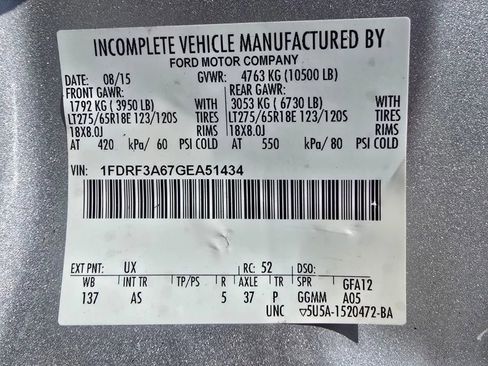 INCOMPLETE VEHICLE MANUFACTURED BY
FORD MOTOR COMPANY
DATE: 08/15 GVWR: 4763 KG (10500 LB)
FRONT GAWR: REAR GAWR:
1792 KG (3950 LB) WITH 3053 KG (6730 LB) WITH
LT275/65R18E 123/120S TIRES LT275/65R18E 123/120S TIRES
18X8.0J RIMS 18X8.0J RIMS
AT 420 kPa/ 60 PSI COLD AT 550 kPa/ 80 PSI COLD
VIN: 1FDRF3A67GEA51434
EXT PNT: UX RC: 52 DSO:
WB INT TR TP/PS R AXLE TR SPR GFA12
137 AS 5 37 P GGMM A05
UNC ▽5U5A-1520472-BA